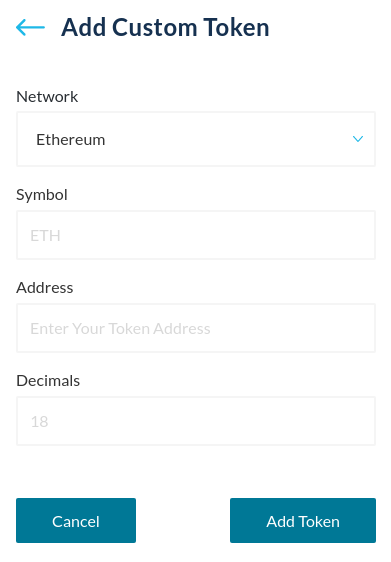 Add Custom Token
Network
Ethereum
Symbol
ETH
Address
Enter Your Token Address
Decimals
18
Cancel
Add Token